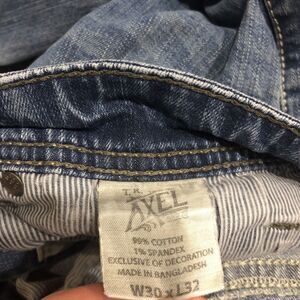 T.K.
AXEL
99% COTTON
1% SPANDEX
EXCLUSIVE OF DECORATION
MADE IN BANGLADESH
W30 x L32